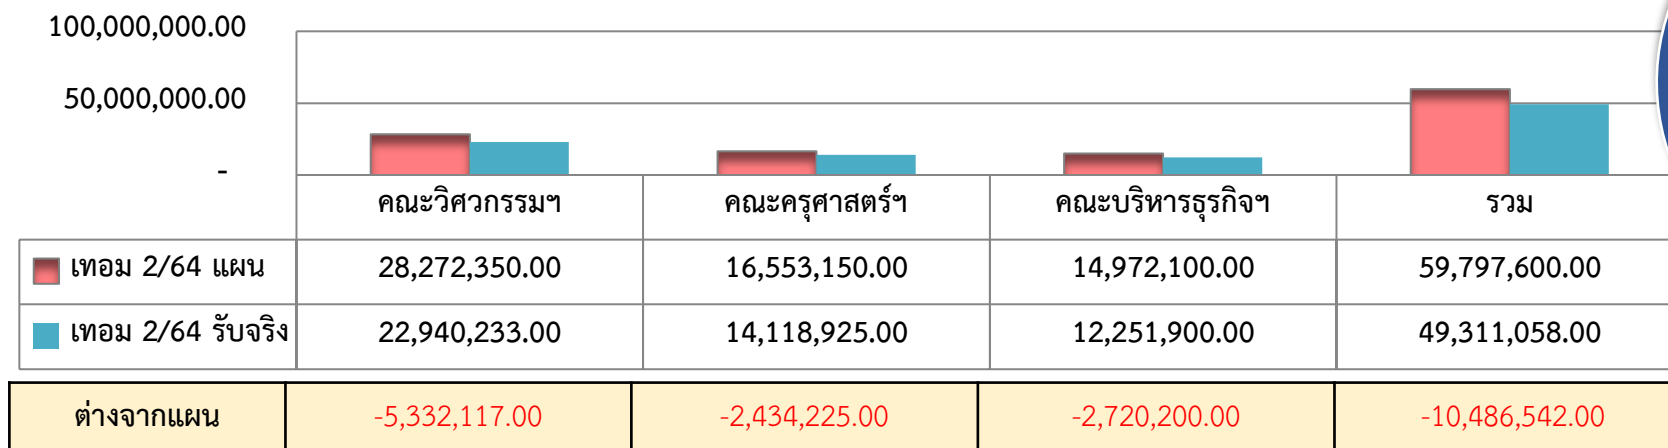 100,000,000.00
50,000,000.00
-
คณะวิศวกรรมฯ คณะครุศาสตร์ฯ คณะบริหารธุรกิจฯ รวม
เทอม 2/64 แผน 28,272,350.00 16,553,150.00 14,972,100.00 59,797,600.00
เทอม 2/64 รับจริง 22,940,233.00 14,118,925.00 12,251,900.00 49,311,058.00
ต่างจากแผน -5,332,117.00 -2,434,225.00 -2,720,200.00 -10,486,542.00